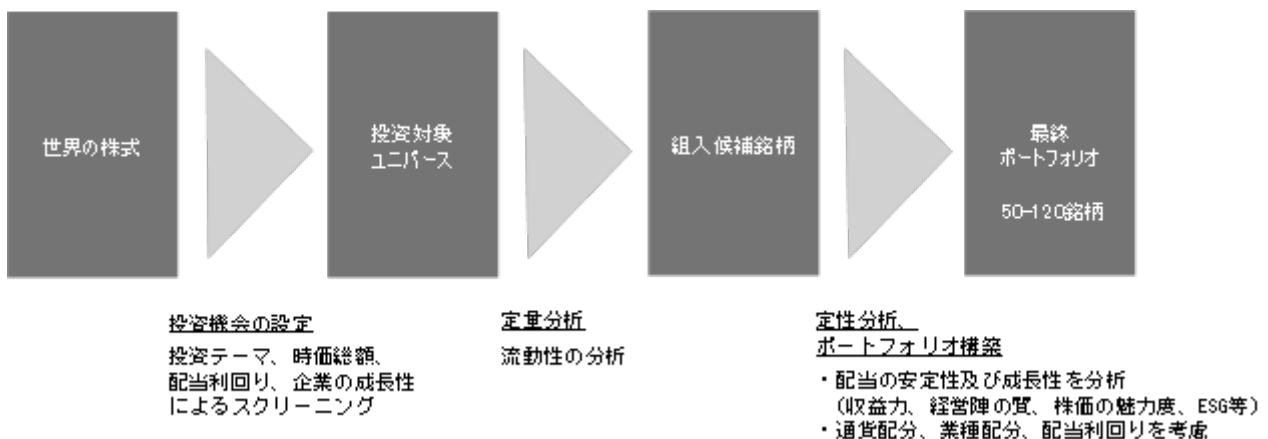 世界の株式
投資対象
ユニバース
組入候補銘柄
最終
ポートフォリオ
50-120銘柄
投資機会の設定
投資テーマ、時価総額、
配当利回り、企業の成長性
によるスクリーニング
定量分析
流動性の分析
定性分析、
ポートフォリオ構築
・配当の安定性及び成長性を分析
（収益力、経営陣の質、株価の魅力度、ESG等）
・通貨配分、業種配分、配当利回りを考慮